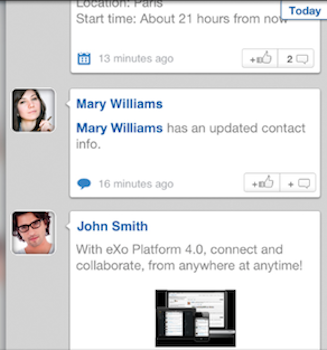 Location: Paris
Today
Start time: About 21 hours from now
13 minutes ago
+
2
Mary Williams
Mary Williams has an updated contact
info.
16 minutes ago
+
+
John Smith
With eXo Platform 4.0, connect and
collaborate, from anywhere at anytime!